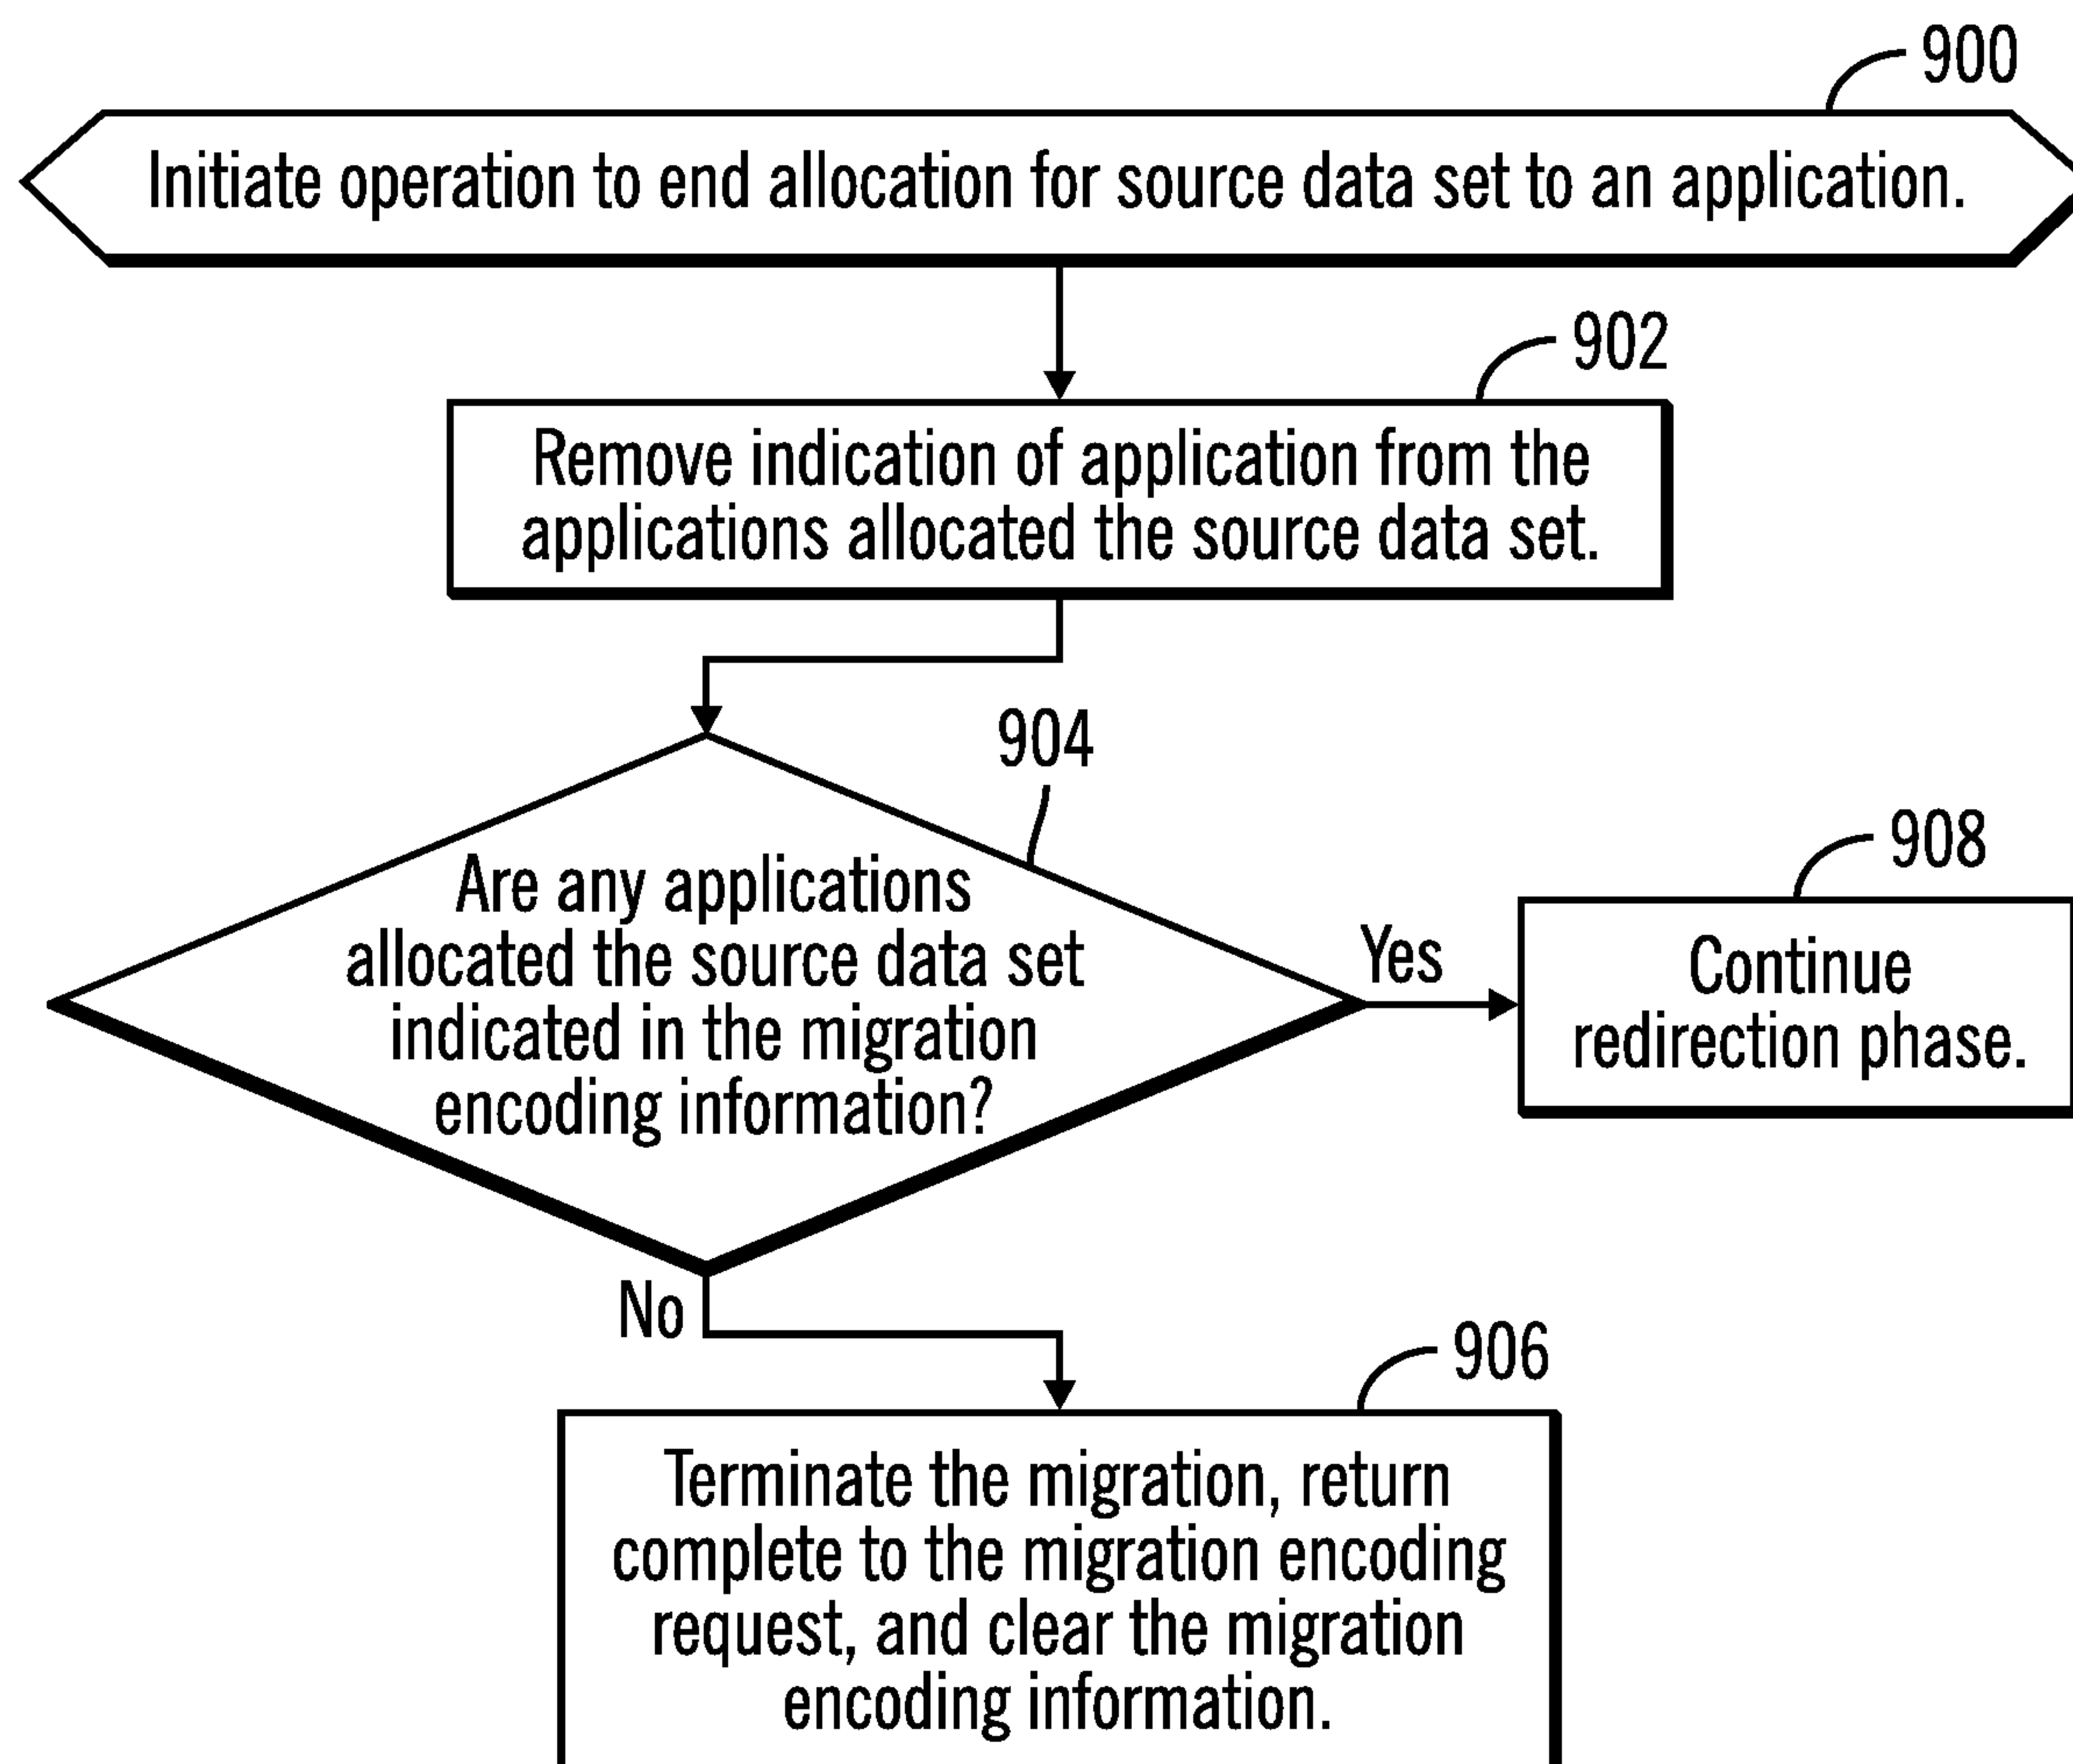 900
Initiate operation to end allocation for source data set to an application.
902
Remove indication of application from the
applications allocated the source data set.
904
Are any applications
allocated the source data set
indicated in the migration
encoding information?
Yes
908
Continue
redirection phase.
No
906
Terminate the migration, return
complete to the migration encoding
request, and clear the migration
encoding information.